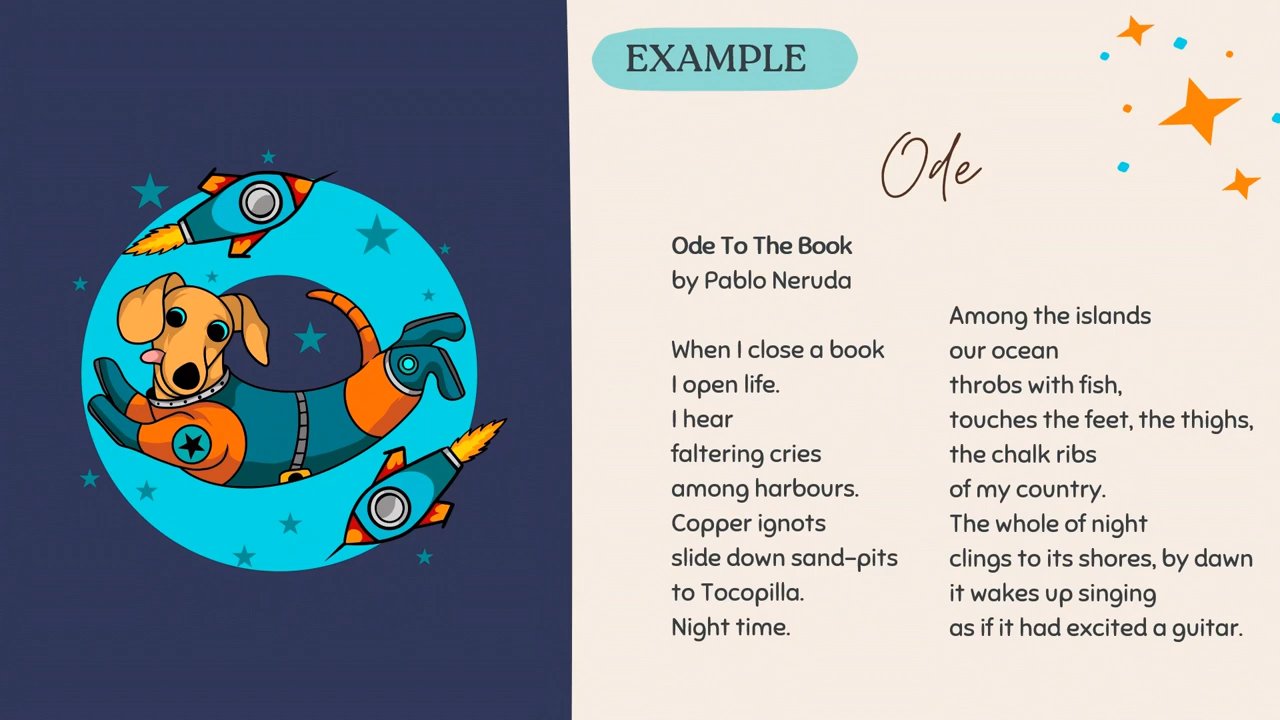 EXAMPLE
Ode
Ode To The Book
by Pablo Neruda
When I close a book
I open life.
I hear
faltering cries
among harbours.
Copper ignots
slide down sand-pits
to Tocopilla.
Night time.
Among the islands
our ocean
throbs with fish,
touches the feet, the thighs,
the chalk ribs
of my country.
The whole of night
clings to its shores, by dawn
it wakes up singing
as if it had excited a guitar.